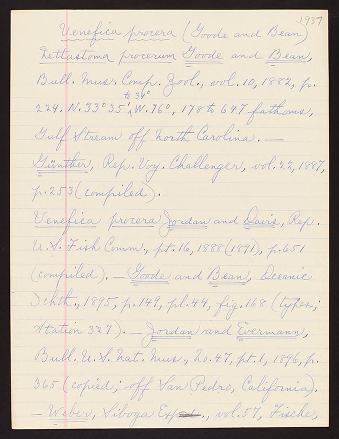 1937
Venefica procera (Goode and Bean)
Nettastoma procerum Goode and Bean,
Bull. Mus. Comp. Zool., vol. 10, 1882, p.
to 34°
224. N. 33° 35', W. 76°, 178 to 647 fathoms,
Gulf Stream off North Carolina. —
Günther, Rep. Voy. Challenger, vol. 22, 1887,
p. 253 (compiled).
Venefica procera Jordan and Davis, Rep.
U. S. Fish Comm., pt. 16, 1888 (1891), p. 651
(compiled). — Goode and Bean, Oceanic
Ichth., 1895, p. 149, pl. 44, fig. 168 (types;
Station 327). — Jordan and Evermann,
Bull. U. S. Nat. Mus., no. 47, pt. 1, 1896, p.
365 (copied; off San Pedro, California).
— Weber, Siboga Exp., vol. 57, Fische,